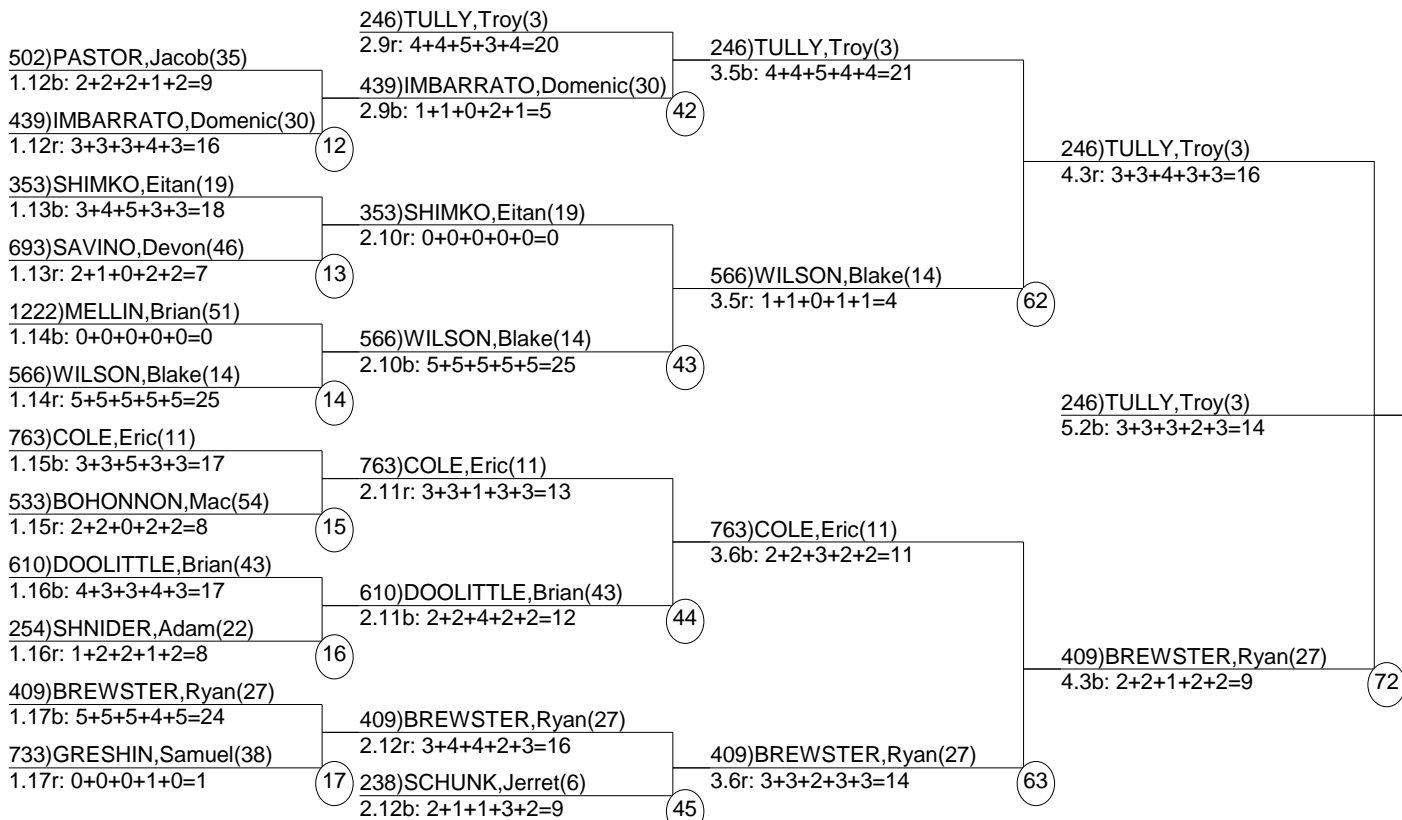 502)PASTOR,Jacob(35)
1.12b: 2+2+2+1+2=9
439)IMBARRATO,Domenic(30)
1.12r: 3+3+3+4+3=16
12
353)SHIMKO,Eitan(19)
1.13b: 3+4+5+3+3=18
693)SAVINO,Devon(46)
1.13r: 2+1+0+2+2=7
13
1222)MELLIN,Brian(51)
1.14b: 0+0+0+0+0=0
566)WILSON,Blake(14)
1.14r: 5+5+5+5+5=25
14
763)COLE,Eric(11)
1.15b: 3+3+5+3+3=17
533)BOHONNON,Mac(54)
1.15r: 2+2+0+2+2=8
15
610)DOOLITTLE,Brian(43)
1.16b: 4+3+3+4+3=17
254)SHNIDER,Adam(22)
1.16r: 1+2+2+1+2=8
16
409)BREWSTER,Ryan(27)
1.17b: 5+5+5+4+5=24
733)GRESHIN,Samuel(38)
1.17r: 0+0+0+1+0=1
17
246)TULLY,Troy(3)
2.9r: 4+4+5+3+4=20
439)IMBARRATO,Domenic(30)
2.9b: 1+1+0+2+1=5
42
353)SHIMKO,Eitan(19)
2.10r: 0+0+0+0+0=0
566)WILSON,Blake(14)
2.10b: 5+5+5+5+5=25
43
763)COLE,Eric(11)
2.11r: 3+3+1+3+3=13
610)DOOLITTLE,Brian(43)
2.11b: 2+2+4+2+2=12
44
409)BREWSTER,Ryan(27)
2.12r: 3+4+4+2+3=16
238)SCHUNK,Jerret(6)
2.12b: 2+1+1+3+2=9
45
246)TULLY,Troy(3)
3.5b: 4+4+5+4+4=21
566)WILSON,Blake(14)
3.5r: 1+1+0+1+1=4
62
763)COLE,Eric(11)
3.6b: 2+2+3+2+2=11
409)BREWSTER,Ryan(27)
3.6r: 3+3+2+3+3=14
63
246)TULLY,Troy(3)
4.3r: 3+3+4+3+3=16
409)BREWSTER,Ryan(27)
4.3b: 2+2+1+2+2=9
72
246)TULLY,Troy(3)
5.2b: 3+3+3+2+3=14